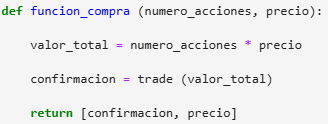 def funcion_compra (numero_acciones, precio):
valor_total = numero_acciones * precio
confirmacion = trade (valor_total)
return [confirmacion, precio]